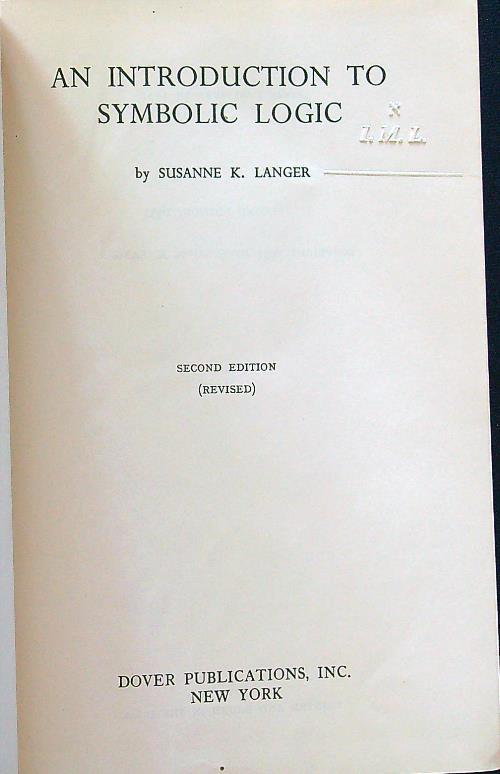 AN INTRODUCTION TO
SYMBOLIC LOGIC
by SUSANNE K. LANGER
SECOND EDITION
(REVISED)
DOVER PUBLICATIONS, INC.
NEW YORK